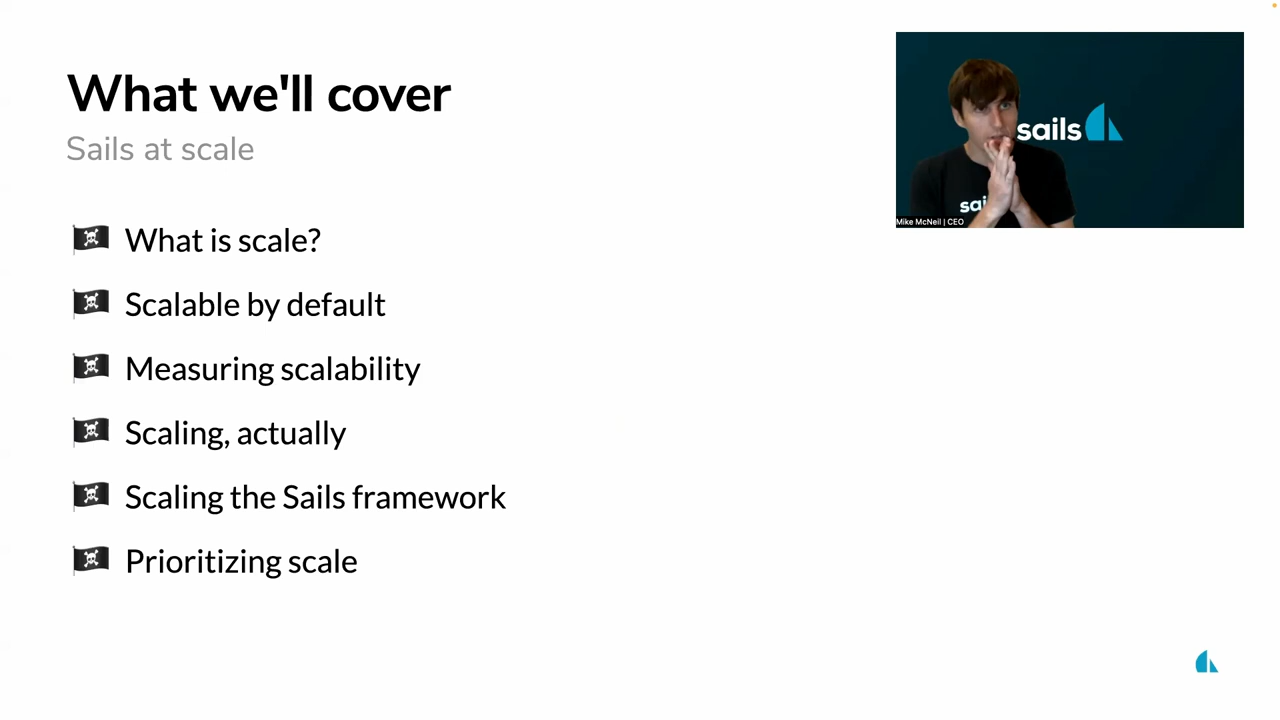 What we'll cover
Sails at scale
What is scale?
Scalable by default
Measuring scalability
Scaling, actually
Scaling the Sails framework
Prioritizing scale
sails
sai
Mike McNeil | CEO